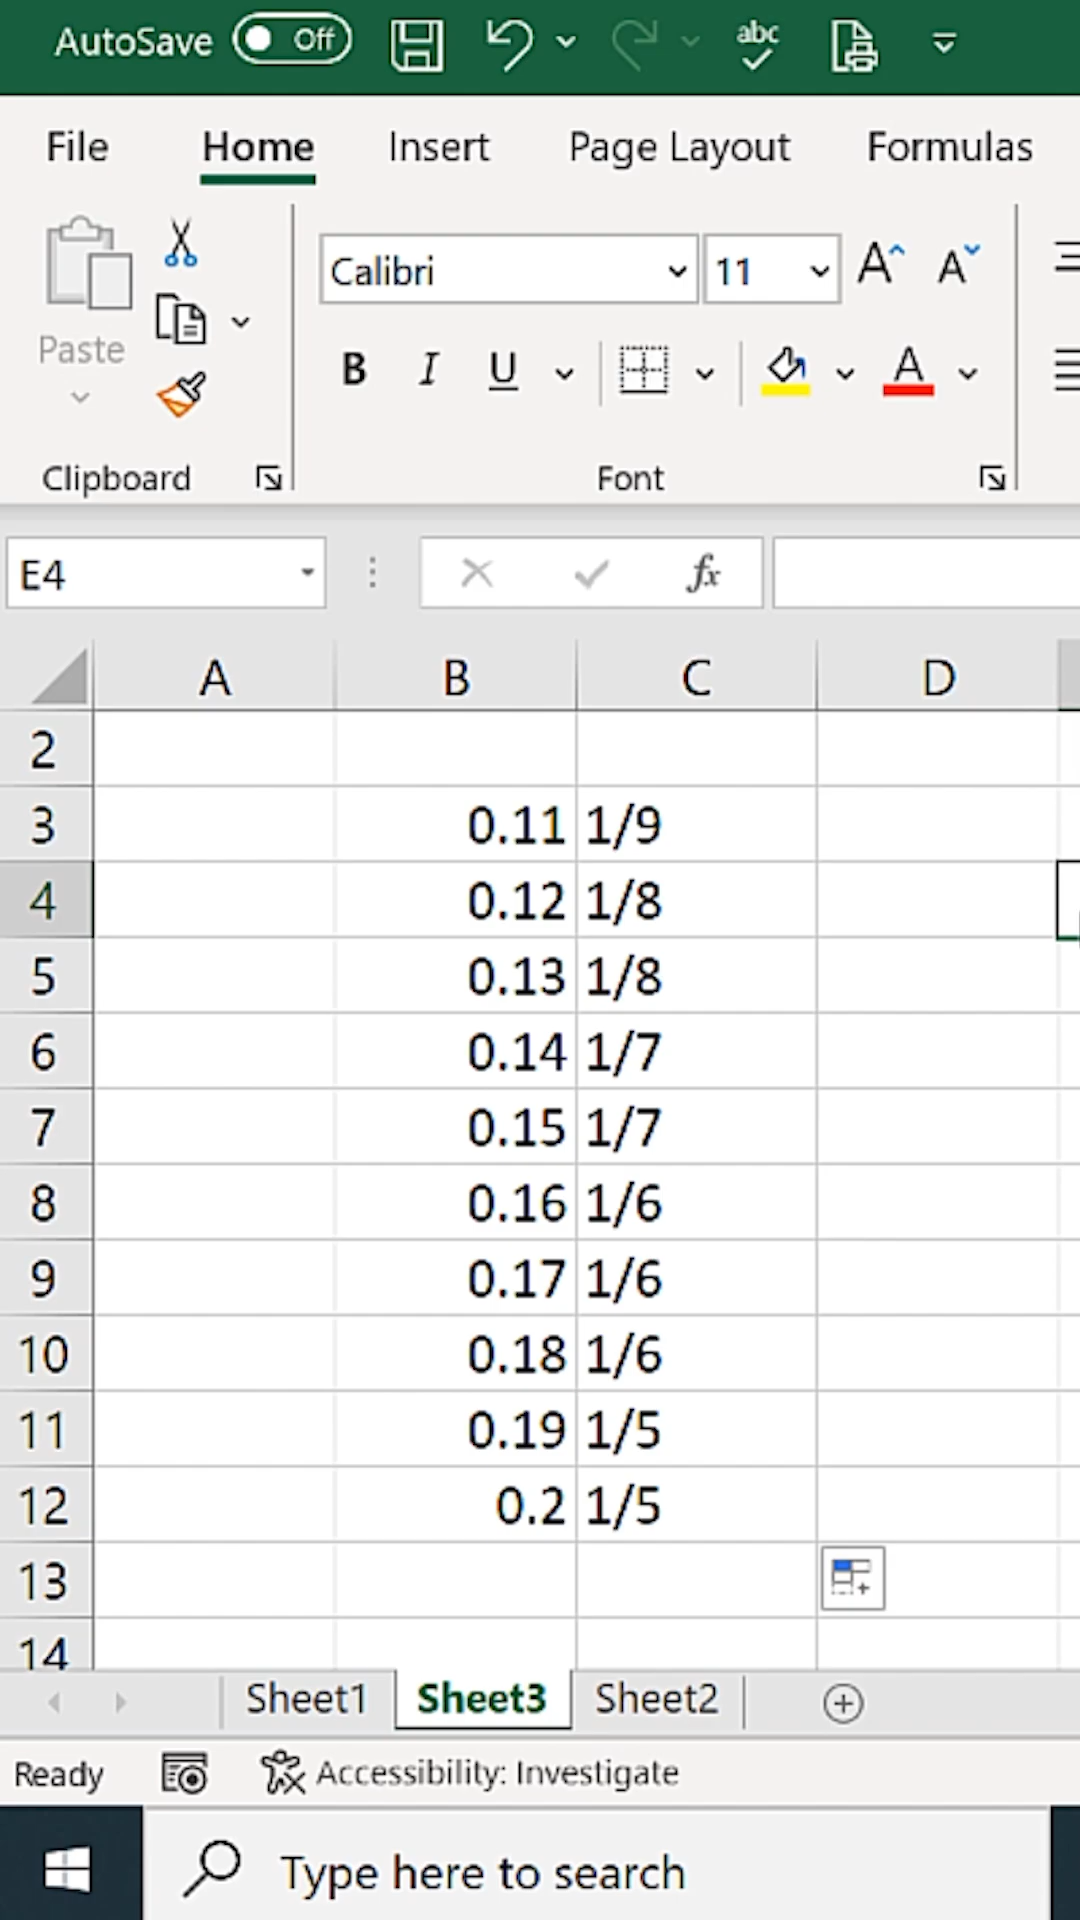 AutoSave Off abc
File Home Insert Page Layout Formulas
Calibri 11 A A
Paste
B I U A
Clipboard Font
E4 fx
A B C D
2
3 0.11 1/9
4 0.12 1/8
5 0.13 1/8
6 0.14 1/7
7 0.15 1/7
8 0.16 1/6
9 0.17 1/6
10 0.18 1/6
11 0.19 1/5
12 0.2 1/5
13
14
Sheet1 Sheet3 Sheet2
Ready Accessibility: Investigate
Type here to search